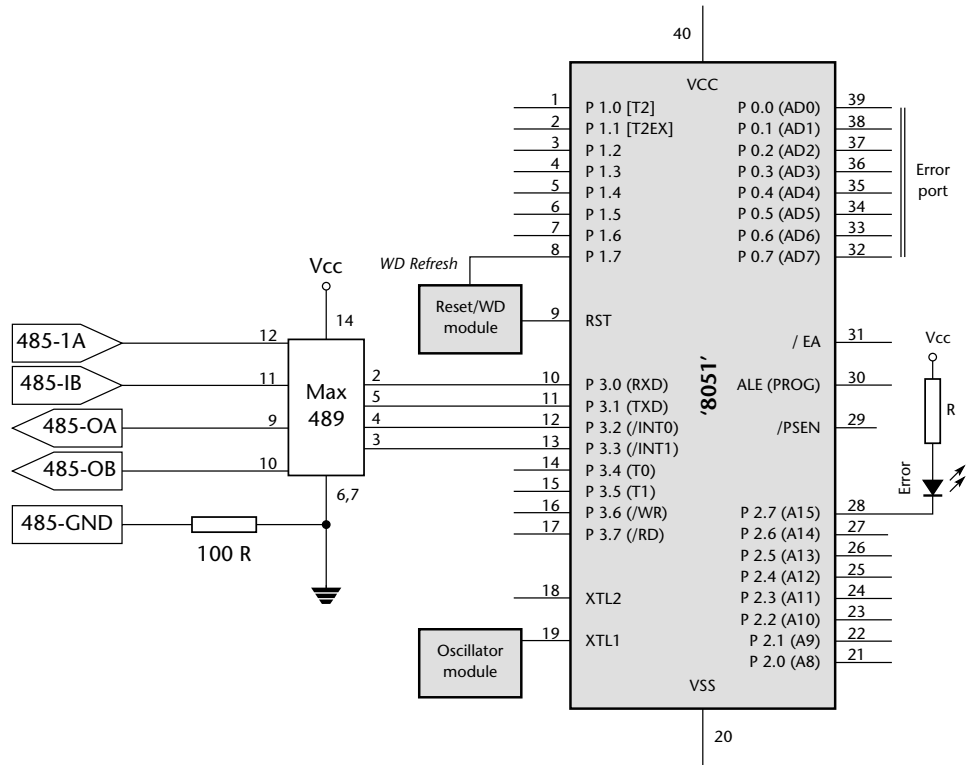 40
VCC
1
P 1.0 [T2]
P 0.0 (AD0)
39
2
P 1.1 [T2EX]
P 0.1 (AD1)
38
3
P 1.2
P 0.2 (AD2)
37
4
P 1.3
P 0.3 (AD3)
36
5
P 1.4
P 0.4 (AD4)
35
6
P 1.5
P 0.5 (AD5)
34
7
P 1.6
P 0.6 (AD6)
33
8
P 1.7
P 0.7 (AD7)
32
Error
port
WD Refresh
Reset/WD
module
9
RST
/ EA
31
Vcc
14
485-1A
12
485-IB
11
485-OA
9
485-OB
10
Max
489
6,7
485-GND
100 R
2
10
P 3.0 (RXD)
5
11
P 3.1 (TXD)
4
12
P 3.2 (/INT0)
3
13
P 3.3 (/INT1)
14
P 3.4 (T0)
15
P 3.5 (T1)
16
P 3.6 (/WR)
17
P 3.7 (/RD)
'8051'
ALE (PROG)
30
/PSEN
29
Vcc
R
Error
P 2.7 (A15)
28
P 2.6 (A14)
27
P 2.5 (A13)
26
P 2.4 (A12)
25
P 2.3 (A11)
24
P 2.2 (A10)
23
P 2.1 (A9)
22
P 2.0 (A8)
21
18
XTL2
19
XTL1
Oscillator
module
VSS
20